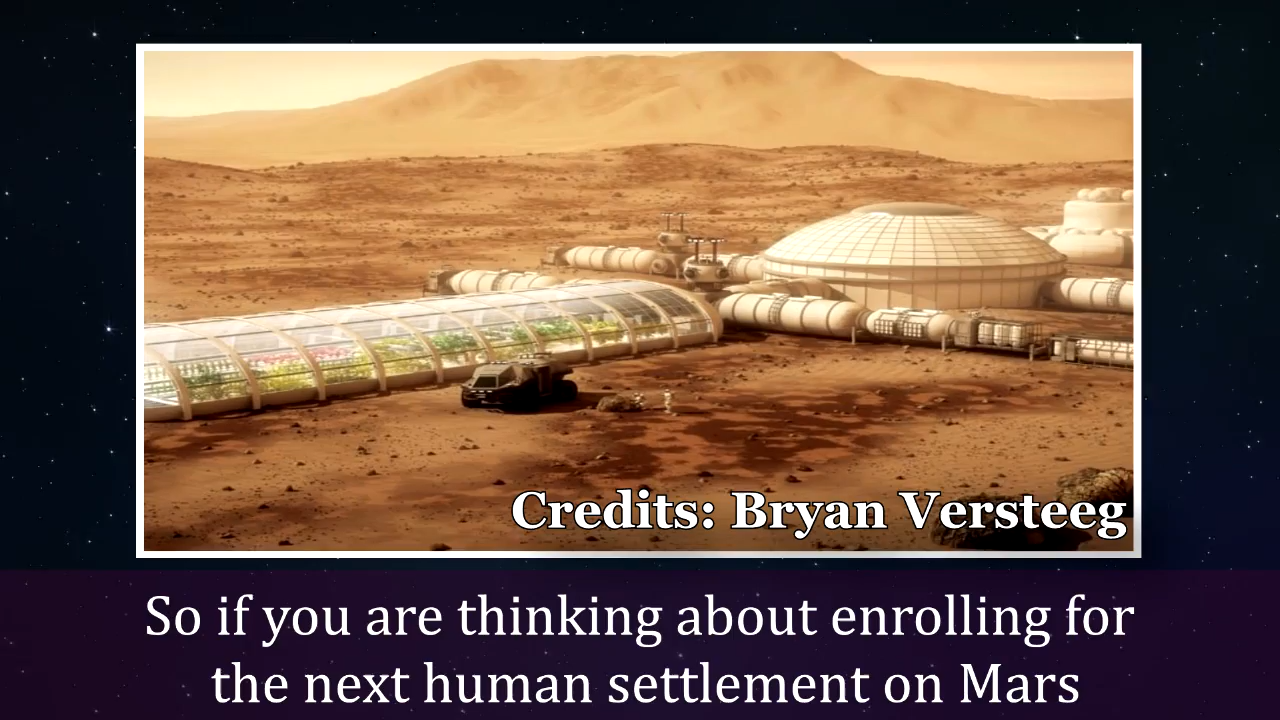 Credits: Bryan Versteeg
So if you are thinking about enrolling for
the next human settlement on Mars